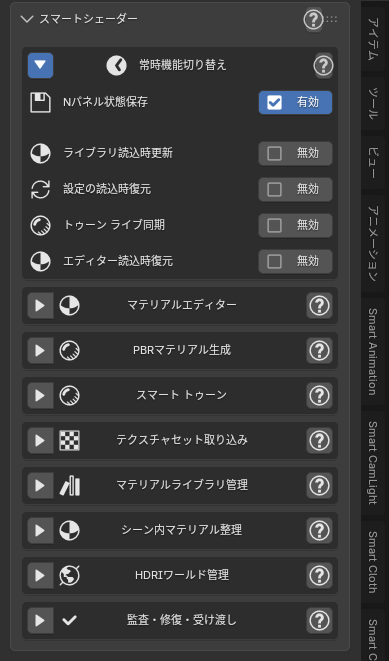 スマートシェーダー
常時機能切り替え
Nパネル状態保存
有効
ライブラリ読込時更新
無効
設定の読込時復元
無効
トゥーン ライブ同期
無効
エディター読込時復元
無効
マテリアルエディター
PBRマテリアル生成
スマート トゥーン
テクスチャセット取り込み
マテリアルライブラリ管理
シーン内マテリアル整理
HDRIワールド管理
監査・修復・受け渡し
アイテム
ツール
ビュー
アニメーション
Smart Animation
Smart CamLight
Smart Cloth
Smart C